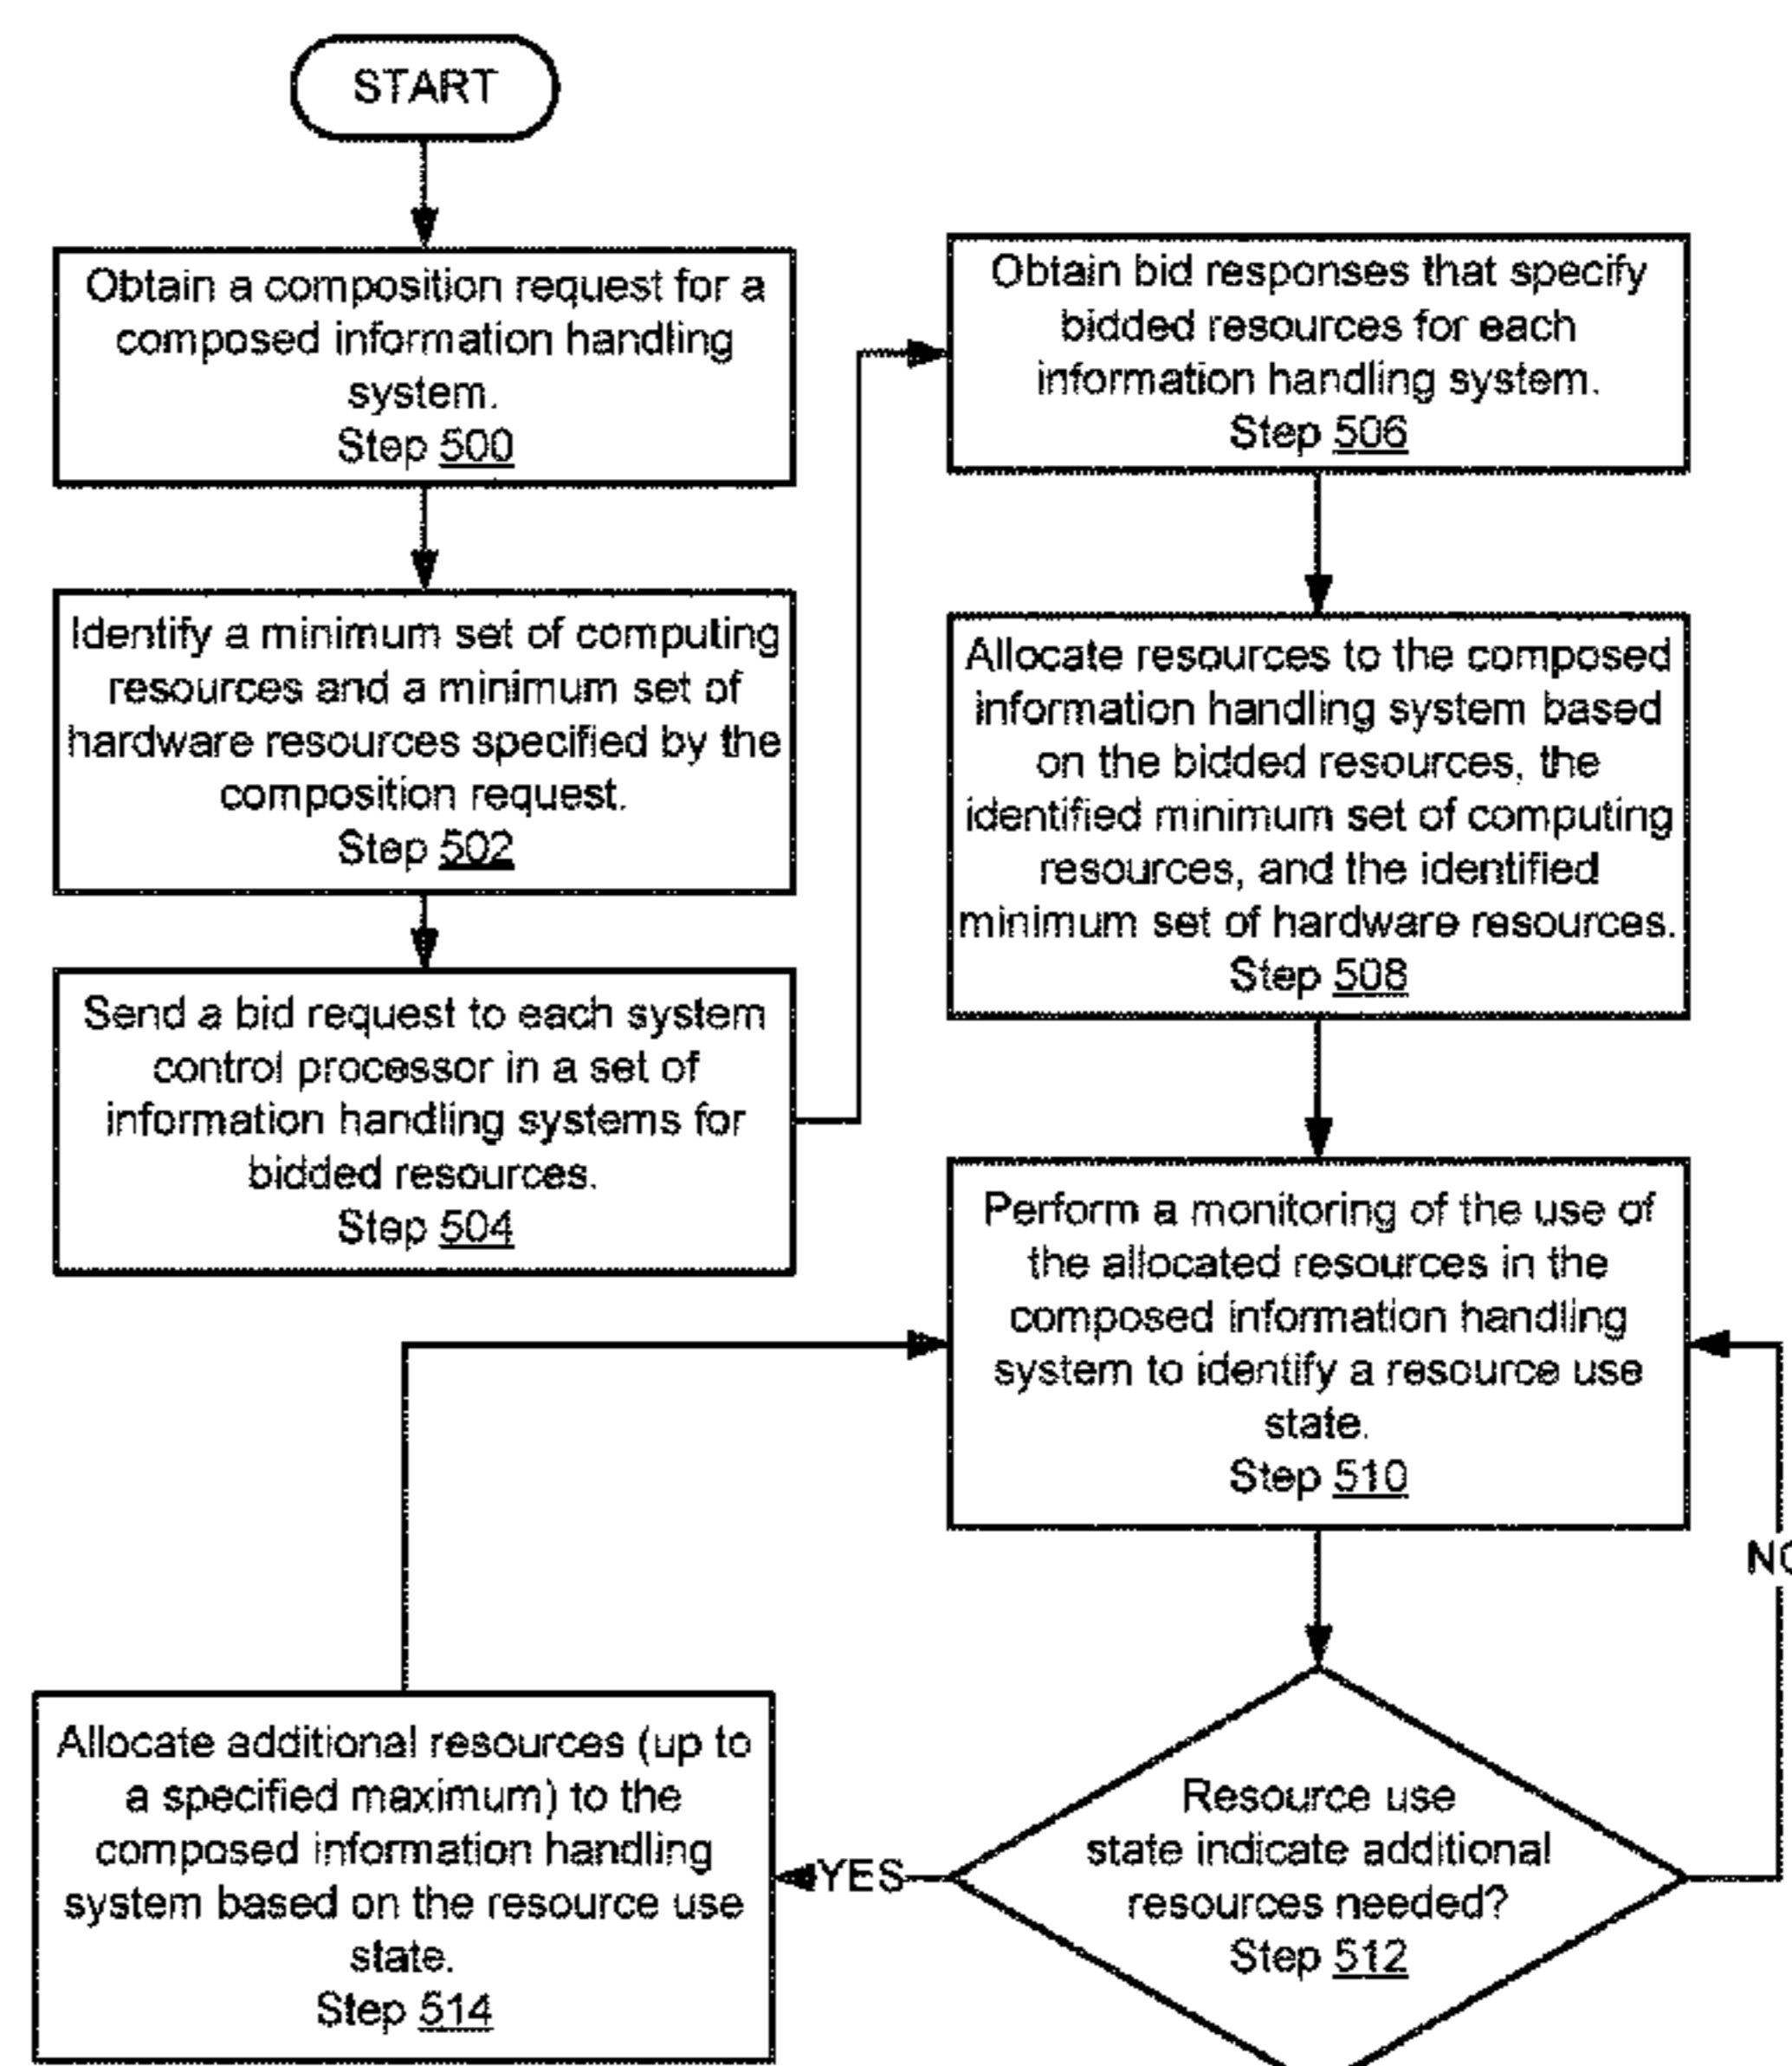 START
Obtain a composition request for a
composed information handling
system.
Step 500
Identify a minimum set of computing
resources and a minimum set of
hardware resources specified by the
composition request.
Step 502
Send a bid request to each system
control processor in a set of
information handling systems for
bidded resources.
Step 504
Obtain bid responses that specify
bidded resources for each
information handling system.
Step 506
Allocate resources to the composed
information handling system based
on the bidded resources, the
identified minimum set of computing
resources, and the identified
minimum set of hardware resources.
Step 508
Perform a monitoring of the use of
the allocated resources in the
composed information handling
system to identify a resource use
state.
Step 510
NO
Resource use
state indicate additional
resources needed?
Step 512
YES
Allocate additional resources (up to
a specified maximum) to the
composed information handling
system based on the resource use
state.
Step 514